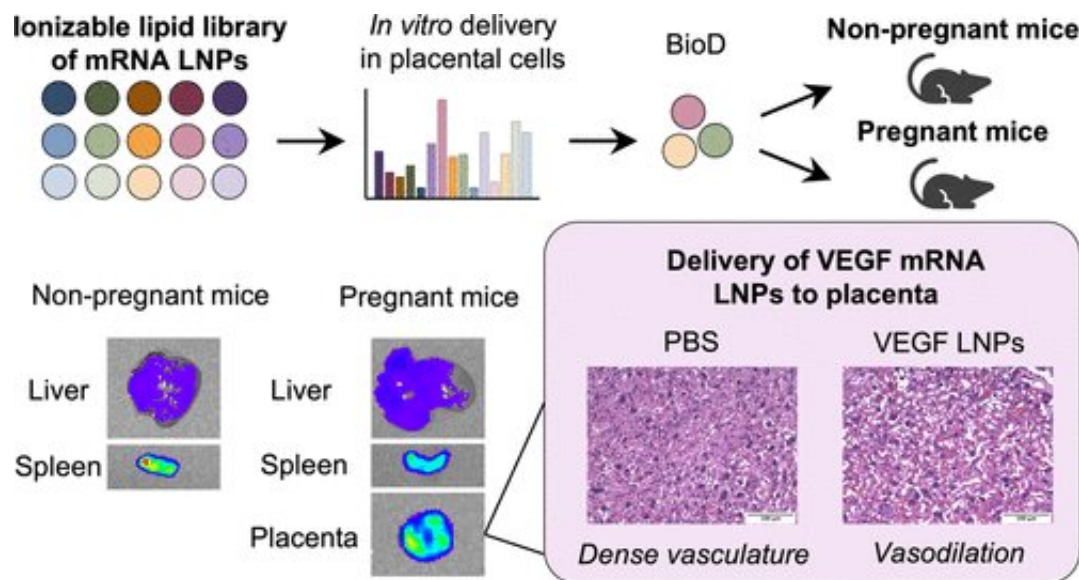 Ionizable lipid library
of mRNA LNPs
In vitro delivery
in placental cells
BioD
Non-pregnant mice
Pregnant mice
Non-pregnant mice
Liver
Spleen
Pregnant mice
Liver
Spleen
Placenta
Delivery of VEGF mRNA
LNPs to placenta
PBS
VEGF LNPs
Dense vasculature
Vasodilation